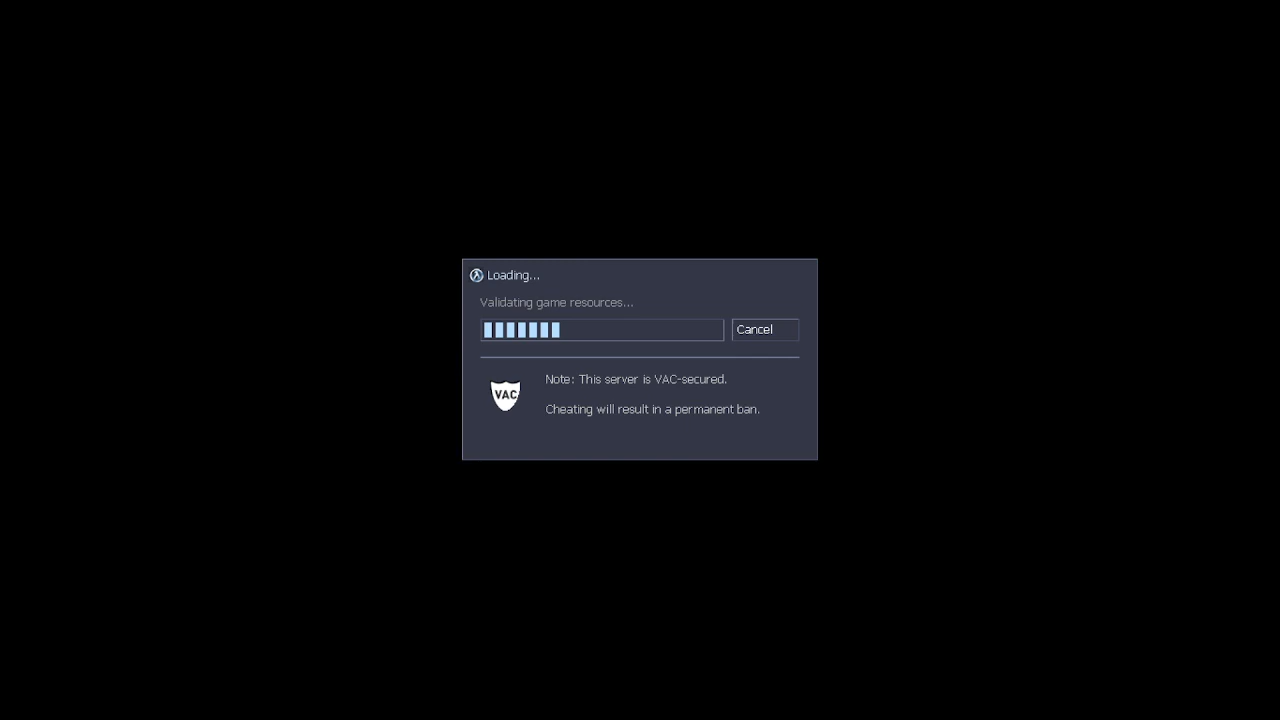 Loading...
Validating game resources...
Cancel
VAC
Note: This server is VAC-secured.
Cheating will result in a permanent ban.